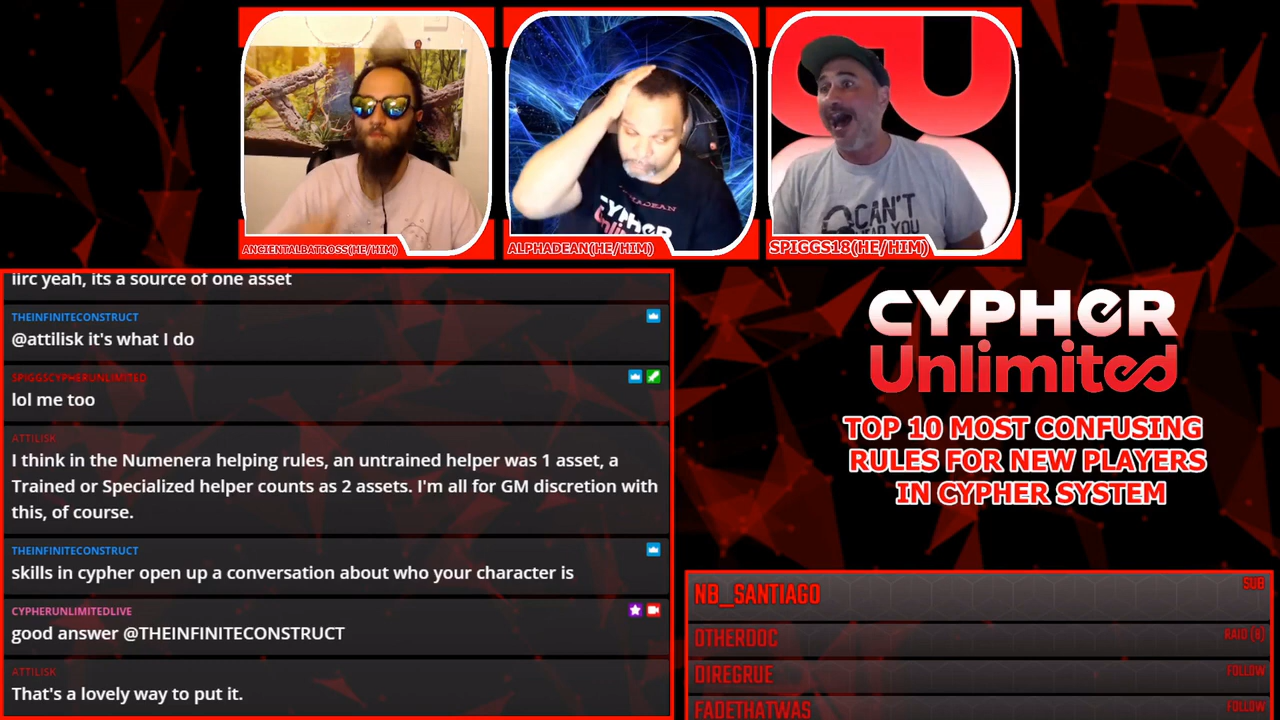 ANCIENTALBATROSS(HE/HIM)
ALPHADEAN(HE/HIM)
SPIGGS18(HE/HIM)
CYPHER
Unlimited
CAN'T
YOU
iirc yeah, its a source of one asset
THEINFINITECONSTRUCT
@attilisk it's what I do
SPIGGSCYPHERUNLIMITED
lol me too
ATTILISK
I think in the Numenera helping rules, an untrained helper was 1 asset, a
Trained or Specialized helper counts as 2 assets. I'm all for GM discretion with
this, of course.
THEINFINITECONSTRUCT
skills in cypher open up a conversation about who your character is
CYPHERUNLIMITEDLIVE
good answer @THEINFINITECONSTRUCT
ATTILISK
That's a lovely way to put it.
CYPHER
Unlimited
TOP 10 MOST CONFUSING
RULES FOR NEW PLAYERS
IN CYPHER SYSTEM
NB_SANTIAGO SUB
OTHERDOC RAID (8)
DIREGRUE FOLLOW
FADETHATWAS FOLLOW